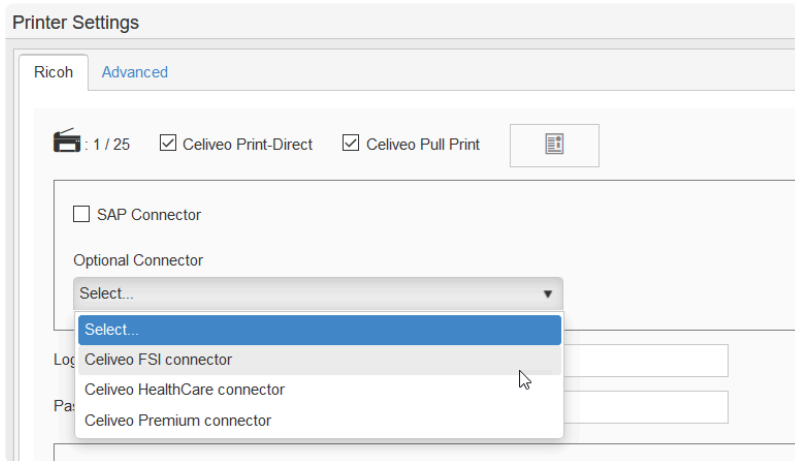 Printer Settings
Ricoh Advanced
: 1 / 25 Celiveo Print-Direct Celiveo Pull Print
SAP Connector
Optional Connector
Select...
Select...
Celiveo FSI connector
Celiveo HealthCare connector
Celiveo Premium connector